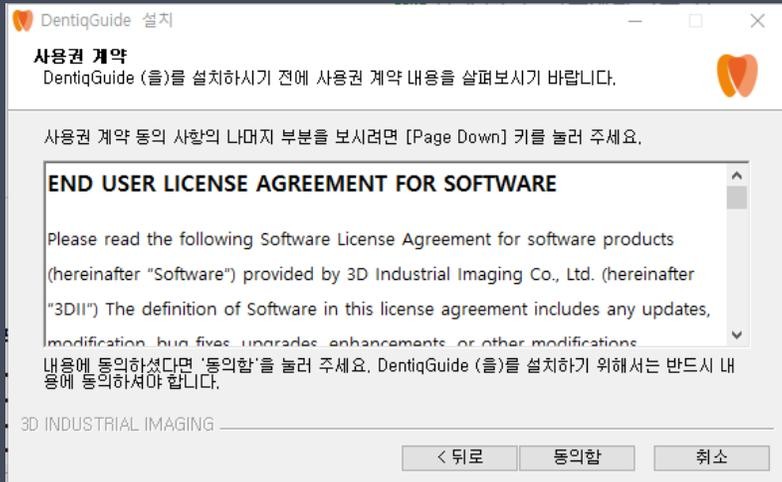 DentiqGuide 설치
사용권 계약
DentiqGuide (을)를 설치하시기 전에 사용권 계약 내용을 살펴보시기 바랍니다.
사용권 계약 동의 사항의 나머지 부분을 보시려면 [Page Down] 키를 눌러 주세요.
END USER LICENSE AGREEMENT FOR SOFTWARE
Please read the following Software License Agreement for software products
(hereinafter "Software") provided by 3D Industrial Imaging Co., Ltd. (hereinafter
"3DII") The definition of Software in this license agreement includes any updates,
modification, bug fixes, upgrades, enhancements, or other modifications
내용에 동의하셨다면 '동의함'을 눌러 주세요. DentiqGuide (을)를 설치하기 위해서는 반드시 내
용에 동의하셔야 합니다.
3D INDUSTRIAL IMAGING
< 뒤로 동의함 취소